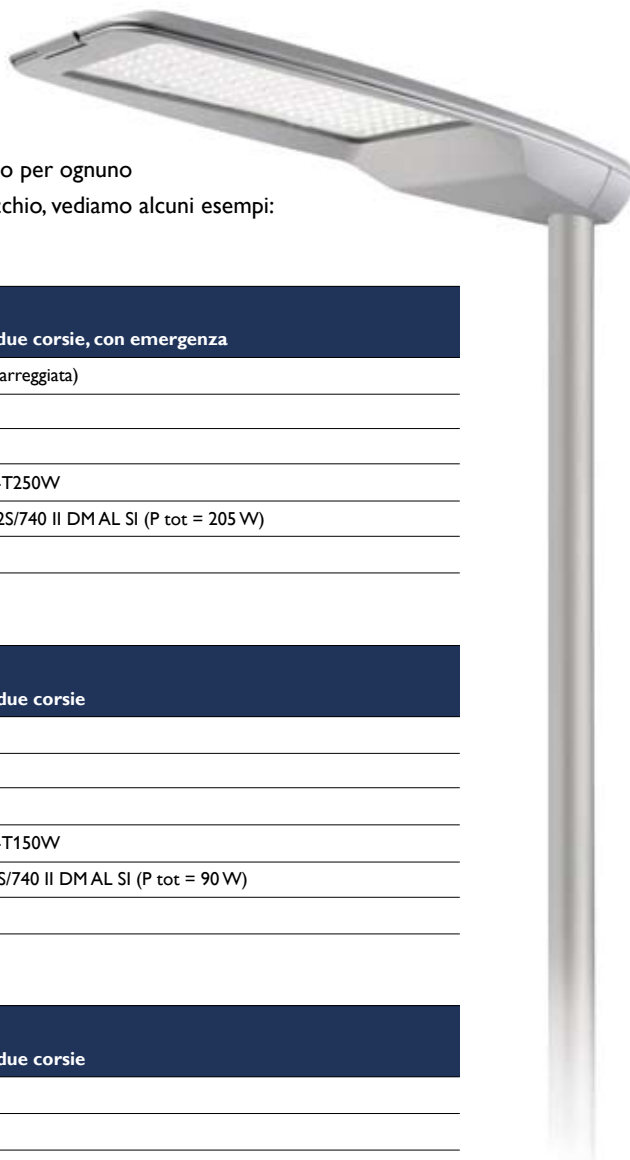 o per ognuno
cchio, vediamo alcuni esempi:
due corsie, con emergenza
arreggiata)
-T250W
2S/740 II DM AL SI (P tot = 205 W)
due corsie
-T150W
S/740 II DM AL SI (P tot = 90 W)
due corsie